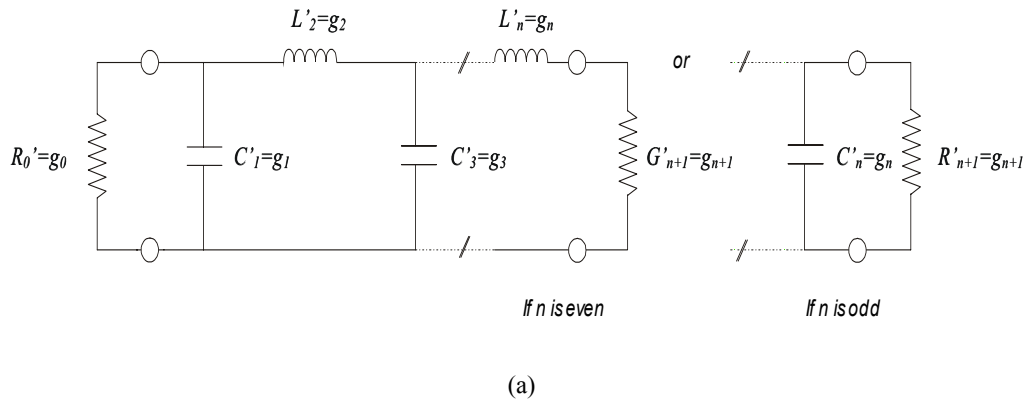 L'₂=g₂
L'ₙ=gₙ
or
R₀'=g₀
C'₁=g₁
C'₃=g₃
G'ₙ₊₁=gₙ₊₁
C'ₙ=gₙ
R'ₙ₊₁=gₙ₊₁
If n is even
If n is odd
(a)